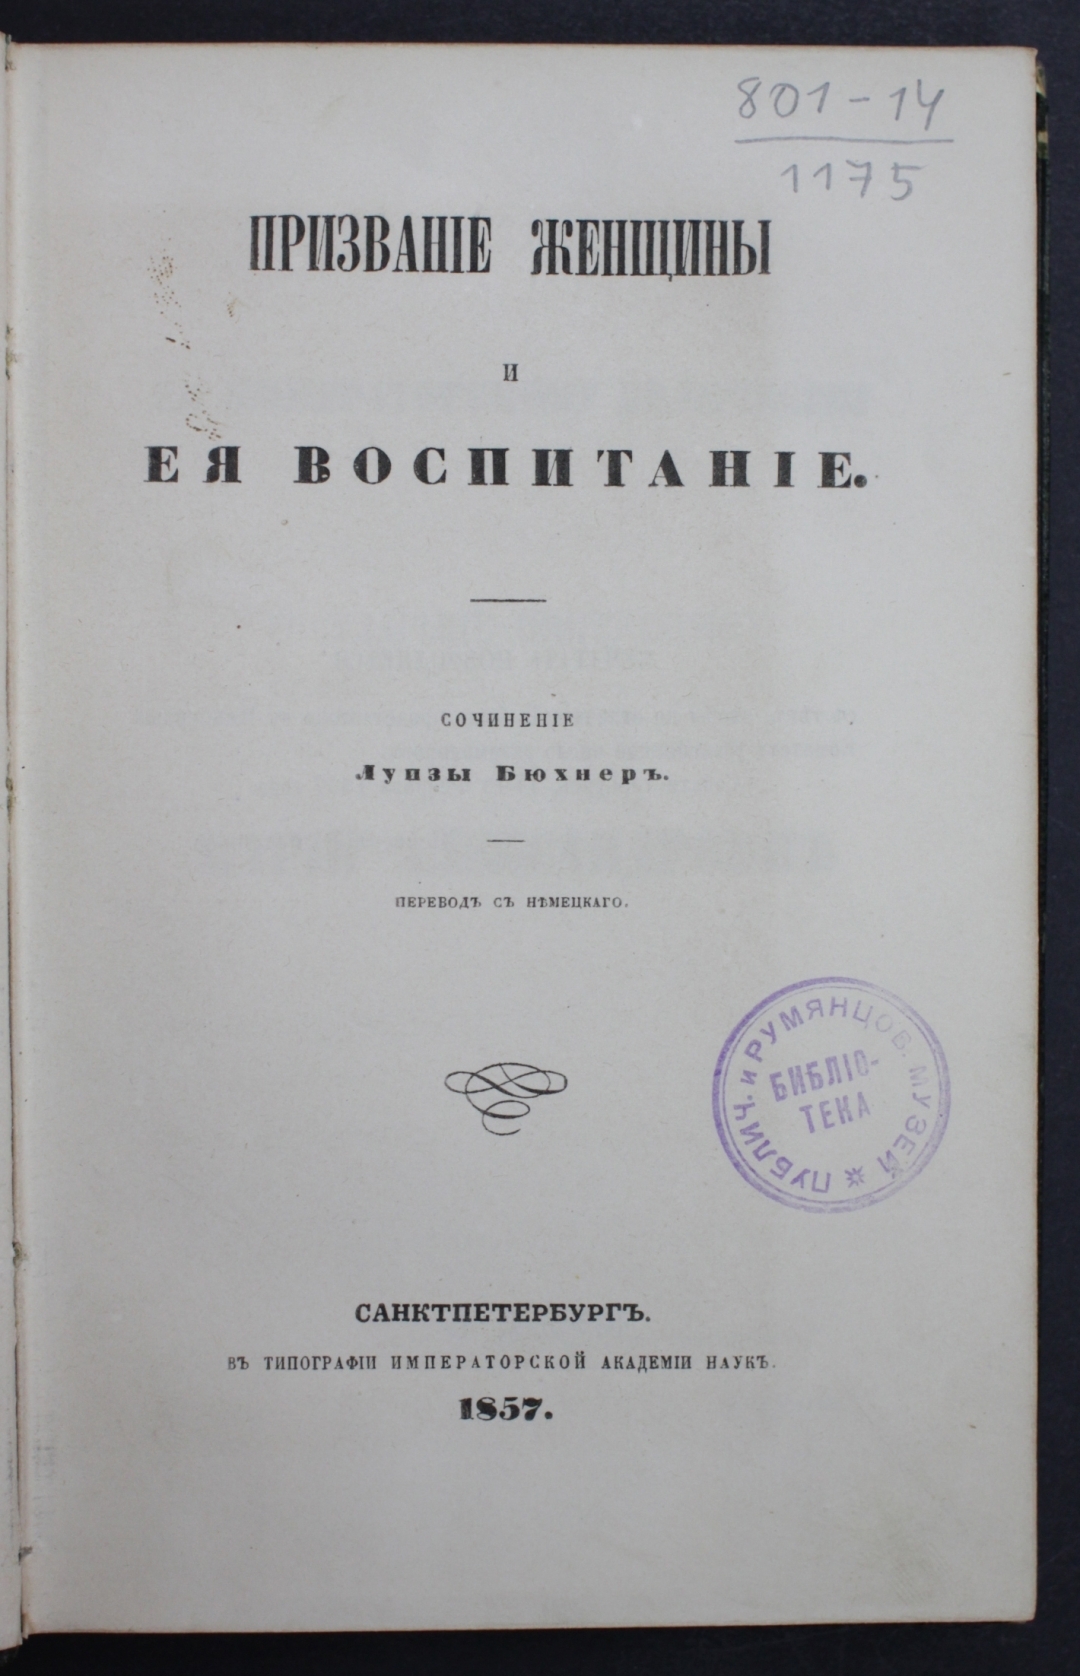 801-14
1175
ПРИЗВАНІЕ ЖЕНЩИНЫ
И
ЕЯ ВОСПИТАНІЕ.
СОЧИНЕНІЕ
Луизы Бюхнеръ.
ПЕРЕВОДЪ СЪ НѢМЕЦКАГО.
ПУБЛИЧ. И РУМЯНЦОВ. МУЗЕЙ
БИБЛІО-
ТЕКА
САНКТПЕТЕРБУРГЪ.
ВЪ ТИПОГРАФІИ ИМПЕРАТОРСКОЙ АКАДЕМІИ НАУКЪ.
1857.